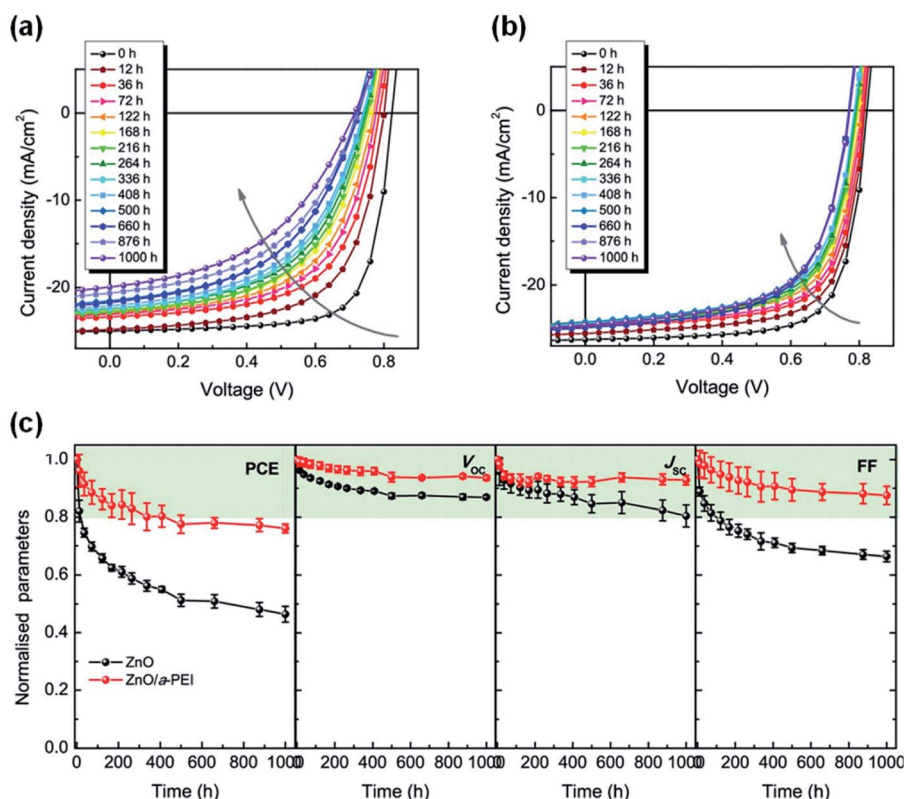 (a)
0 h
12 h
36 h
72 h
122 h
168 h
216 h
264 h
336 h
408 h
500 h
660 h
876 h
1000 h
0
-10
-20
Current density (mA/cm²)
0.0 0.2 0.4 0.6 0.8
Voltage (V)
(b)
0 h
12 h
36 h
72 h
122 h
168 h
216 h
264 h
336 h
408 h
500 h
660 h
876 h
1000 h
0
-10
-20
Current density (mA/cm²)
0.0 0.2 0.4 0.6 0.8
Voltage (V)
(c)
PCE
VOC
JSC
FF
1.0
0.8
0.6
0.4
0.2
0.0
Normalised parameters
ZnO
ZnO/a-PEI
0 200 400 600 800 1000 0 200 400 600 800 1000 0 200 400 600 800 1000 0 200 400 600 800 1000
Time (h) Time (h) Time (h) Time (h)